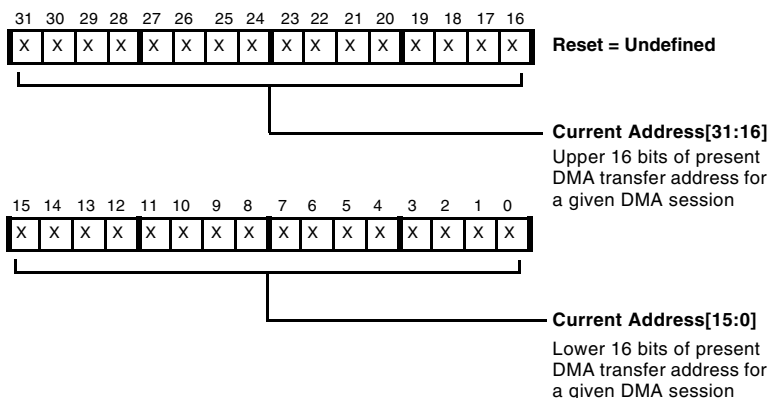 31 30 29 28 27 26 25 24 23 22 21 20 19 18 17 16
X X X X X X X X X X X X X X X X
Reset = Undefined
Current Address[31:16]
Upper 16 bits of present
DMA transfer address for
a given DMA session
15 14 13 12 11 10 9 8 7 6 5 4 3 2 1 0
X X X X X X X X X X X X X X X X
Current Address[15:0]
Lower 16 bits of present
DMA transfer address for
a given DMA session